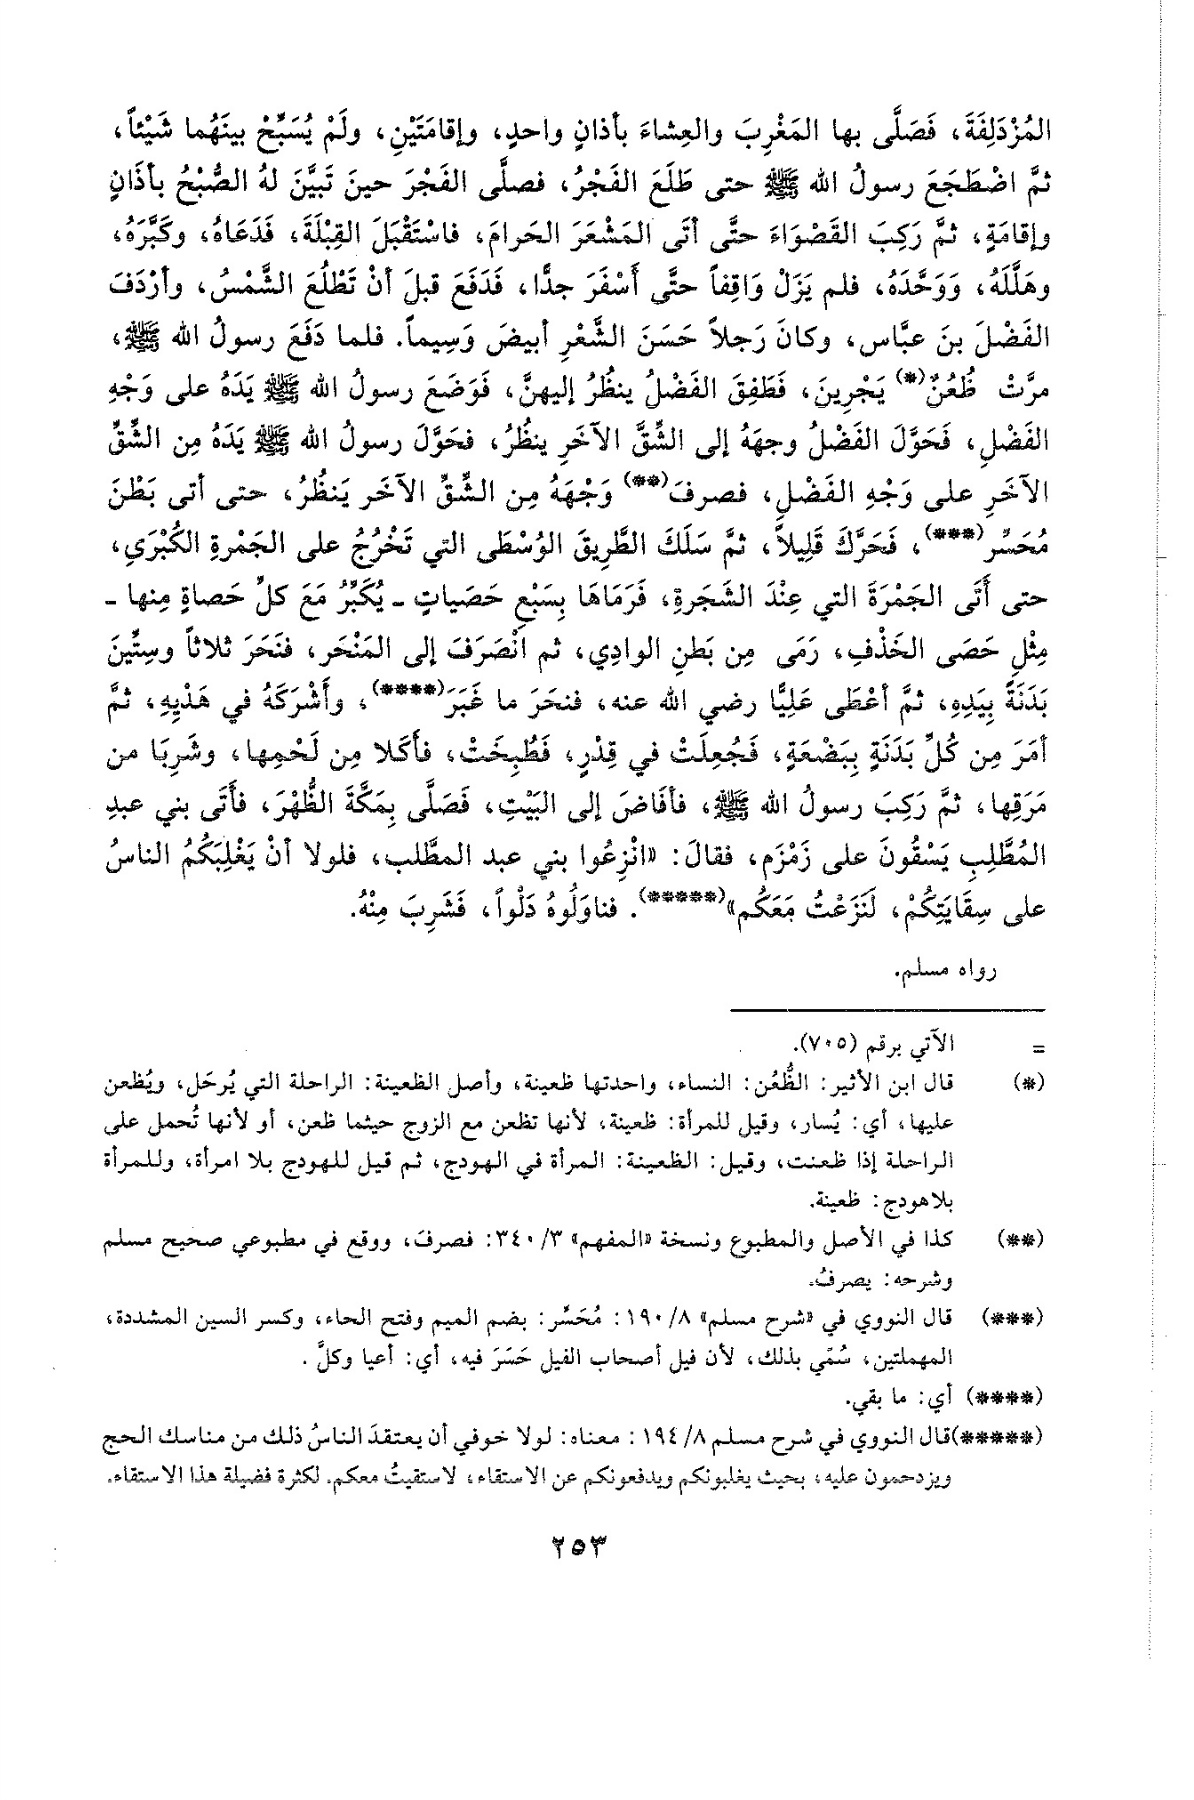 المُزْدَلِفَةَ، فَصَلَّى بها المَغْرِبَ والعِشاءَ بأذانٍ واحدٍ، وإقامَتَيْنِ، ولَمْ يُسَبِّحْ بينَهُما شَيْئاً،
ثمَّ اضْطَجَعَ رسولُ الله ﷺ حتى طَلَعَ الفَجْرُ، فصلَّى الفَجْرَ حينَ تَبيَّنَ لهُ الصُّبْحُ بأذَانٍ
وإقامَةٍ، ثمَّ رَكِبَ القَصْوَاءَ حتَّى أتَى المَشْعَرَ الحَرامَ، فاسْتَقْبَلَ القِبْلَةَ، فَدَعَاهُ، وكَبَّرَهُ،
وهَلَّلَهُ، وَوَحَّدَهُ، فلم يَزَلْ وَاقِفاً حتَّى أَسْفَرَ جدًّا، فَدَفَعَ قبلَ أنْ تَطْلُعَ الشَّمْسُ، وأرْدَفَ
الفَضْلَ بنَ عبَّاس، وكانَ رَجلاً حَسَنَ الشَّعْرِ أبيضَ وَسِيماً. فلما دَفَعَ رسولُ الله ﷺ،
مرَّتْ ظُعُنٌ(*) يَجْرِينَ، فَطَفِقَ الفَضْلُ ينظُرُ إليهنَّ، فَوَضَعَ رسولُ الله ﷺ يَدَهُ على وَجْهِ
الفَضْلِ، فَحَوَّلَ الفَضْلُ وجهَهُ إلى الشِّقَّ الآخَرِ ينظُرُ، فحَوَّلَ رسولُ الله ﷺ يَدَهُ مِن الشِّقِّ
الآخَرِ على وَجْهِ الفَضْلِ، فصرفَ(**) وَجْهَهُ مِن الشِّقِّ الآخَر يَنظُرُ، حتى أتى بَطْنَ
مُحَسِّر(***)، فَحَرَّكَ قَلِيلاً، ثمَّ سَلَكَ الطَّرِيقَ الوُسْطَى التي تَخْرُجُ على الجَمْرةِ الكُبْرَي،
حتى أَتَى الجَمْرَةَ التي عِنْدَ الشَجَرةِ، فَرَمَاهَا بِسَبْعِ حَصَياتٍ ـ يُكَبِّرُ مَعَ كلِّ حَصاةٍ مِنها ـ
مِثْلِ حَصَى الخَذْفِ، رَمَى مِن بَطنِ الوادِي، ثم انْصَرَفَ إلى المَنْحَر، فنَحَرَ ثلاثاً وسِتِّينَ
بَدَنَةً بِيَدِهِ، ثمَّ أعْطَى عَلِيًّا رضي الله عنه، فنحَرَ ما غَبَرَ(****)، وأَشْرَكَهُ في هَدْيِهِ، ثمَّ
أمَرَ مِن كُلِّ بَدَنَةٍ بِبَضْعَةٍ، فَجُعِلَتْ في قِدْرٍ، فَطُبِخَتْ، فأكَلا مِن لَحْمِها، وشَرِبَا من
مَرَقِها، ثمَّ رَكِبَ رسولُ الله ﷺ، فأفَاضَ إلى البَيْتِ، فَصَلَّى بِمَكَّةَ الظُّهْرَ، فأَتَى بني عبدِ
المُطَّلِبِ يَسْقُونَ على زَمْزَم، فقالَ: «انْزِعُوا بني عبد المطَّلب، فلولا أنْ يَغْلِبَكُمُ الناسُ
على سِقَايَتِكُمْ، لَنَزَعْتُ مَعَكُم»(*****). فناوَلُوهُ دَلْواً، فَشَرِبَ مِنْهُ.
رواه مسلم.
= الآتي برقم (٧٠٥).
(*) قال ابن الأثير: الظُّعُن: النساء، واحدتها ظعينة، وأصل الظعينة: الراحلة التي يُرحَل، ويُظعن
عليها، أي: يُسار، وقيل للمرأة: ظعينة، لأنها تظعن مع الزوج حيثما ظعن، أو لأنها تُحمل على
الراحلة إذا ظعنت، وقيل: الظعينة: المرأة في الهودج، ثم قيل للهودج بلا امرأة، وللمرأة
بلاهودج: ظعينة.
(**) كذا في الأصل والمطبوع ونسخة «المفهم» ٣/ ٣٤٠: فصرفَ، ووقع في مطبوعي صحيح مسلم
وشرحه: يصرفُ.
(***) قال النووي في «شرح مسلم» ٨/ ١٩٠: مُحَسِّر: بضم الميم وفتح الحاء، وكسر السين المشددة،
المهملتين، سُمّي بذلك، لأن فيل أصحاب الفيل حَسَرَ فيه، أي: أعيا وكلَّ.
(****) أي: ما بقي.
(*****)قال النووي في شرح مسلم ٨/ ١٩٤: معناه: لولا خوفي أن يعتقدَ الناسُ ذلك من مناسك الحج
ويزدحمون عليه، بحيث يغلبونكم ويدفعونكم عن الاستقاء، لاستقيتُ معكم. لكثرة فضيلة هذا الاستقاء.
٢٥٣